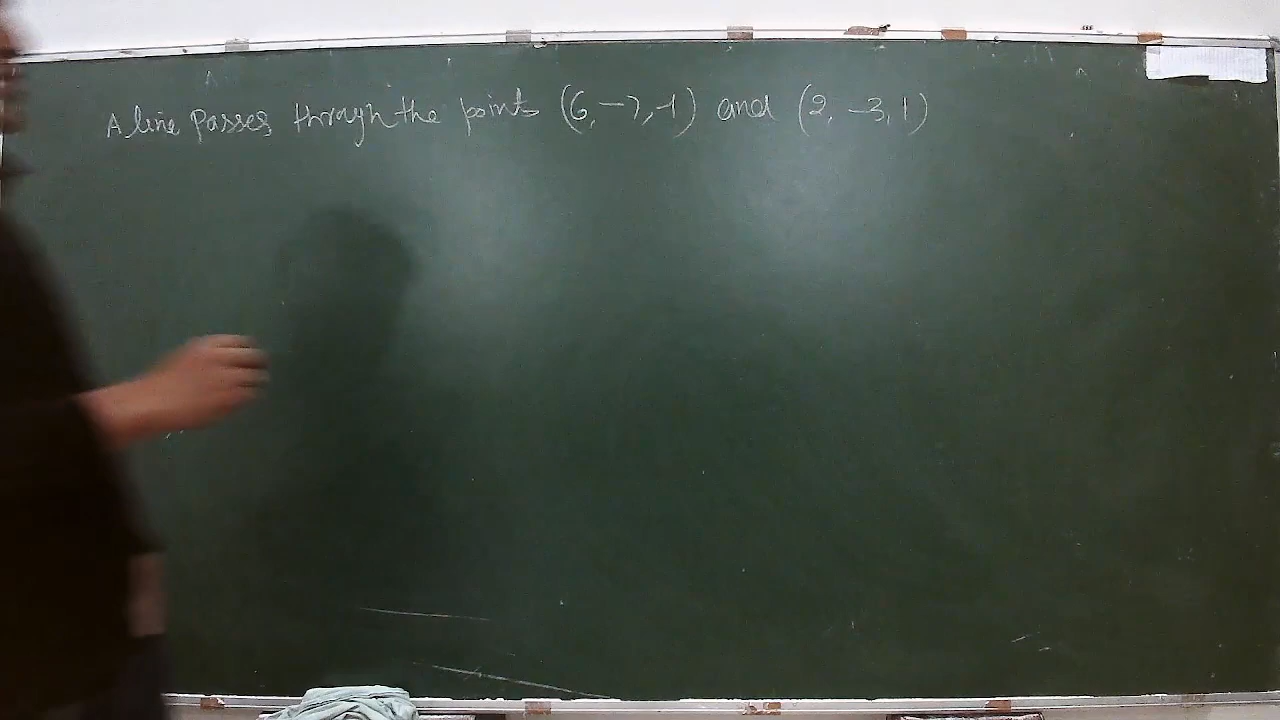 A line passes through the points (6, -7, -1) and (2, -3, 1)